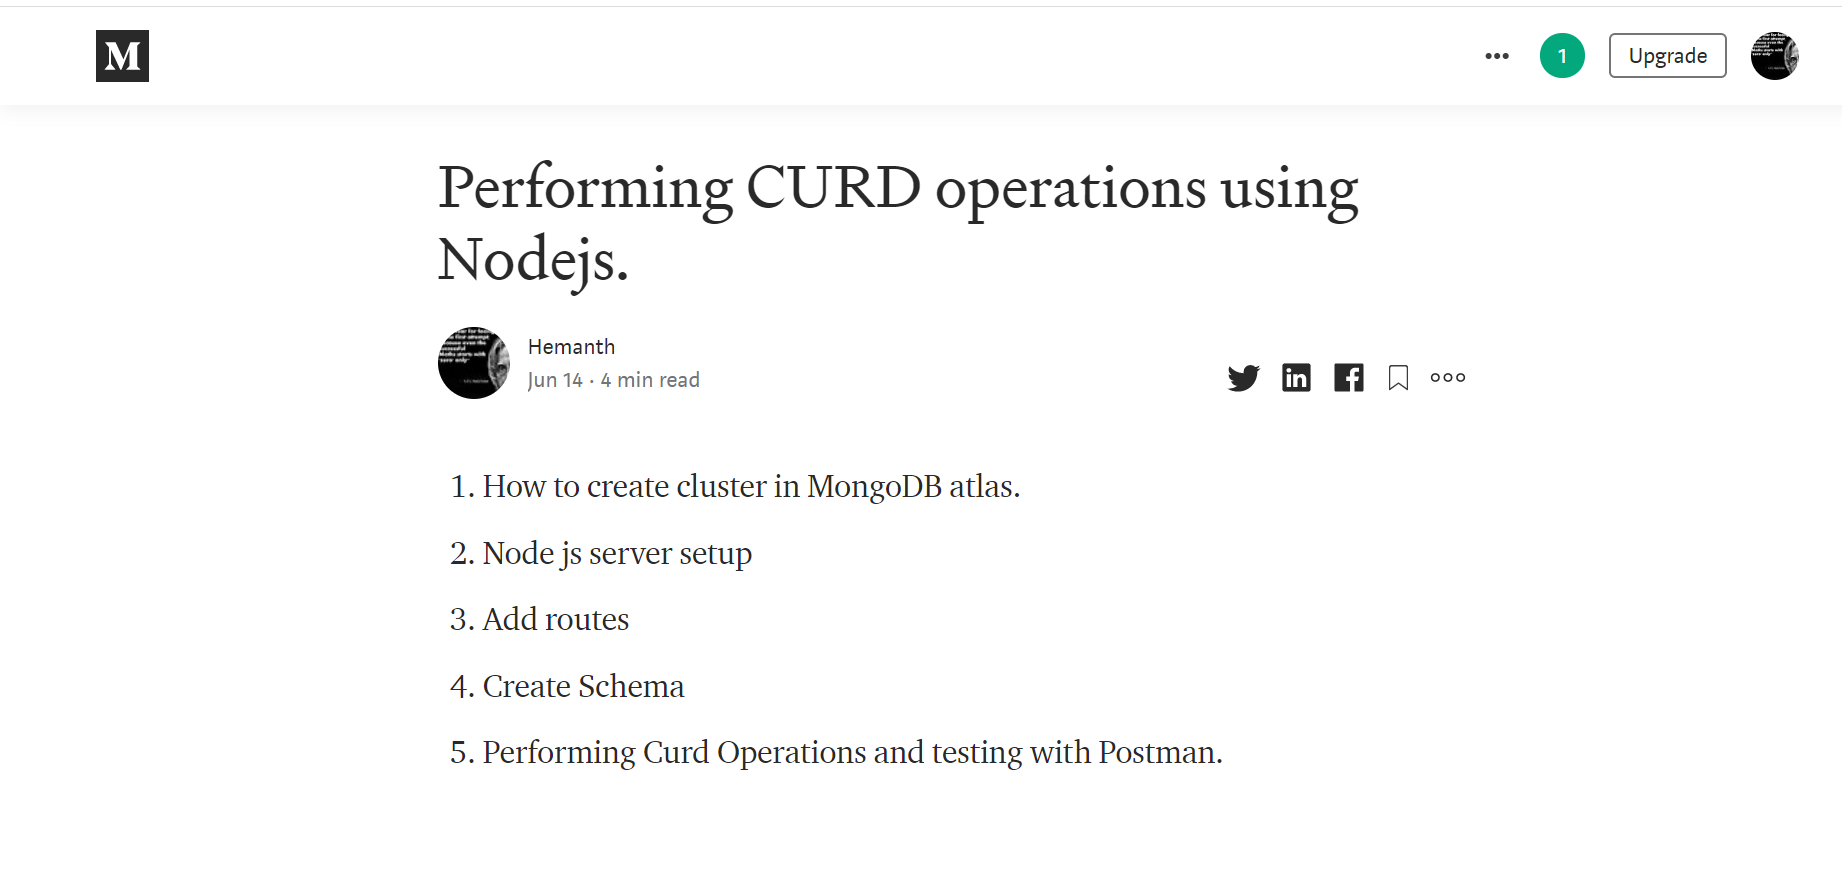 M
1
Upgrade
Performing CURD operations using
Nodejs.
Hemanth
Jun 14 · 4 min read
1. How to create cluster in MongoDB atlas.
2. Node js server setup
3. Add routes
4. Create Schema
5. Performing Curd Operations and testing with Postman.